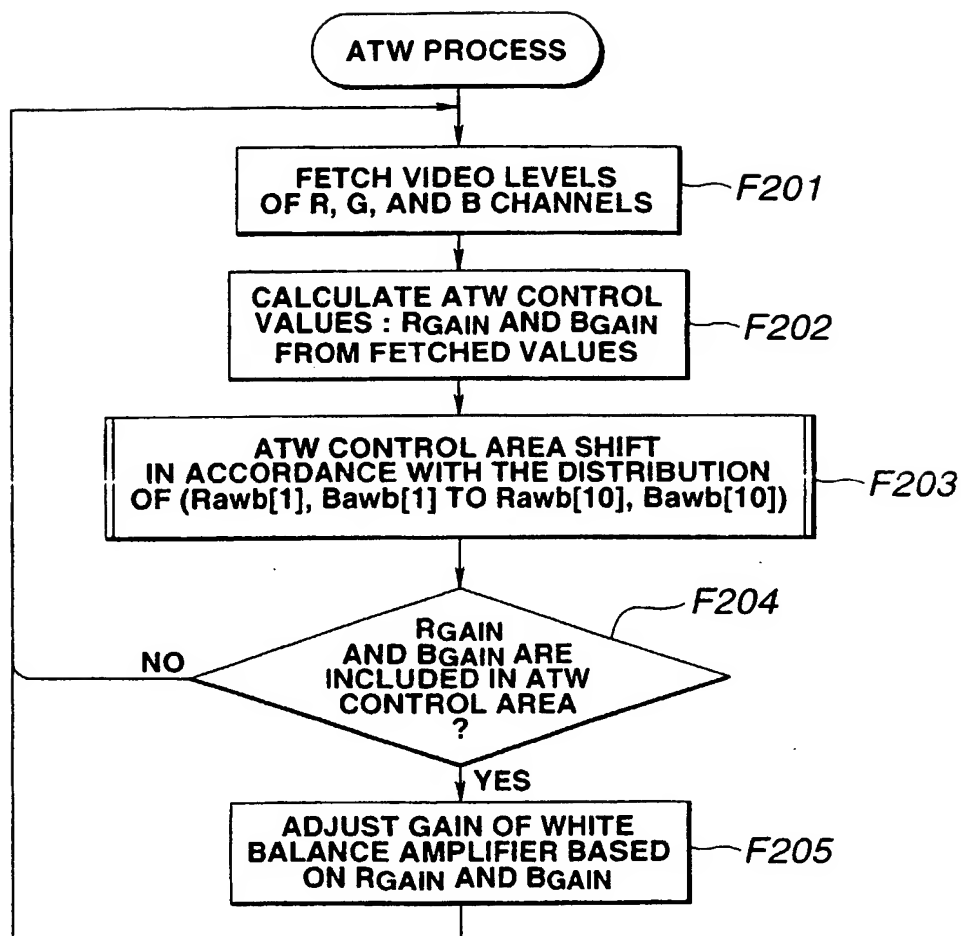 ATW PROCESS
FETCH VIDEO LEVELS
OF R, G, AND B CHANNELS
F201
CALCULATE ATW CONTROL
VALUES : RGAIN AND BGAIN
FROM FETCHED VALUES
F202
ATW CONTROL AREA SHIFT
IN ACCORDANCE WITH THE DISTRIBUTION
OF (Rawb[1], Bawb[1] TO Rawb[10], Bawb[10])
F203
F204
RGAIN
AND BGAIN ARE
INCLUDED IN ATW
CONTROL AREA
?
NO
YES
ADJUST GAIN OF WHITE
BALANCE AMPLIFIER BASED
ON RGAIN AND BGAIN
F205